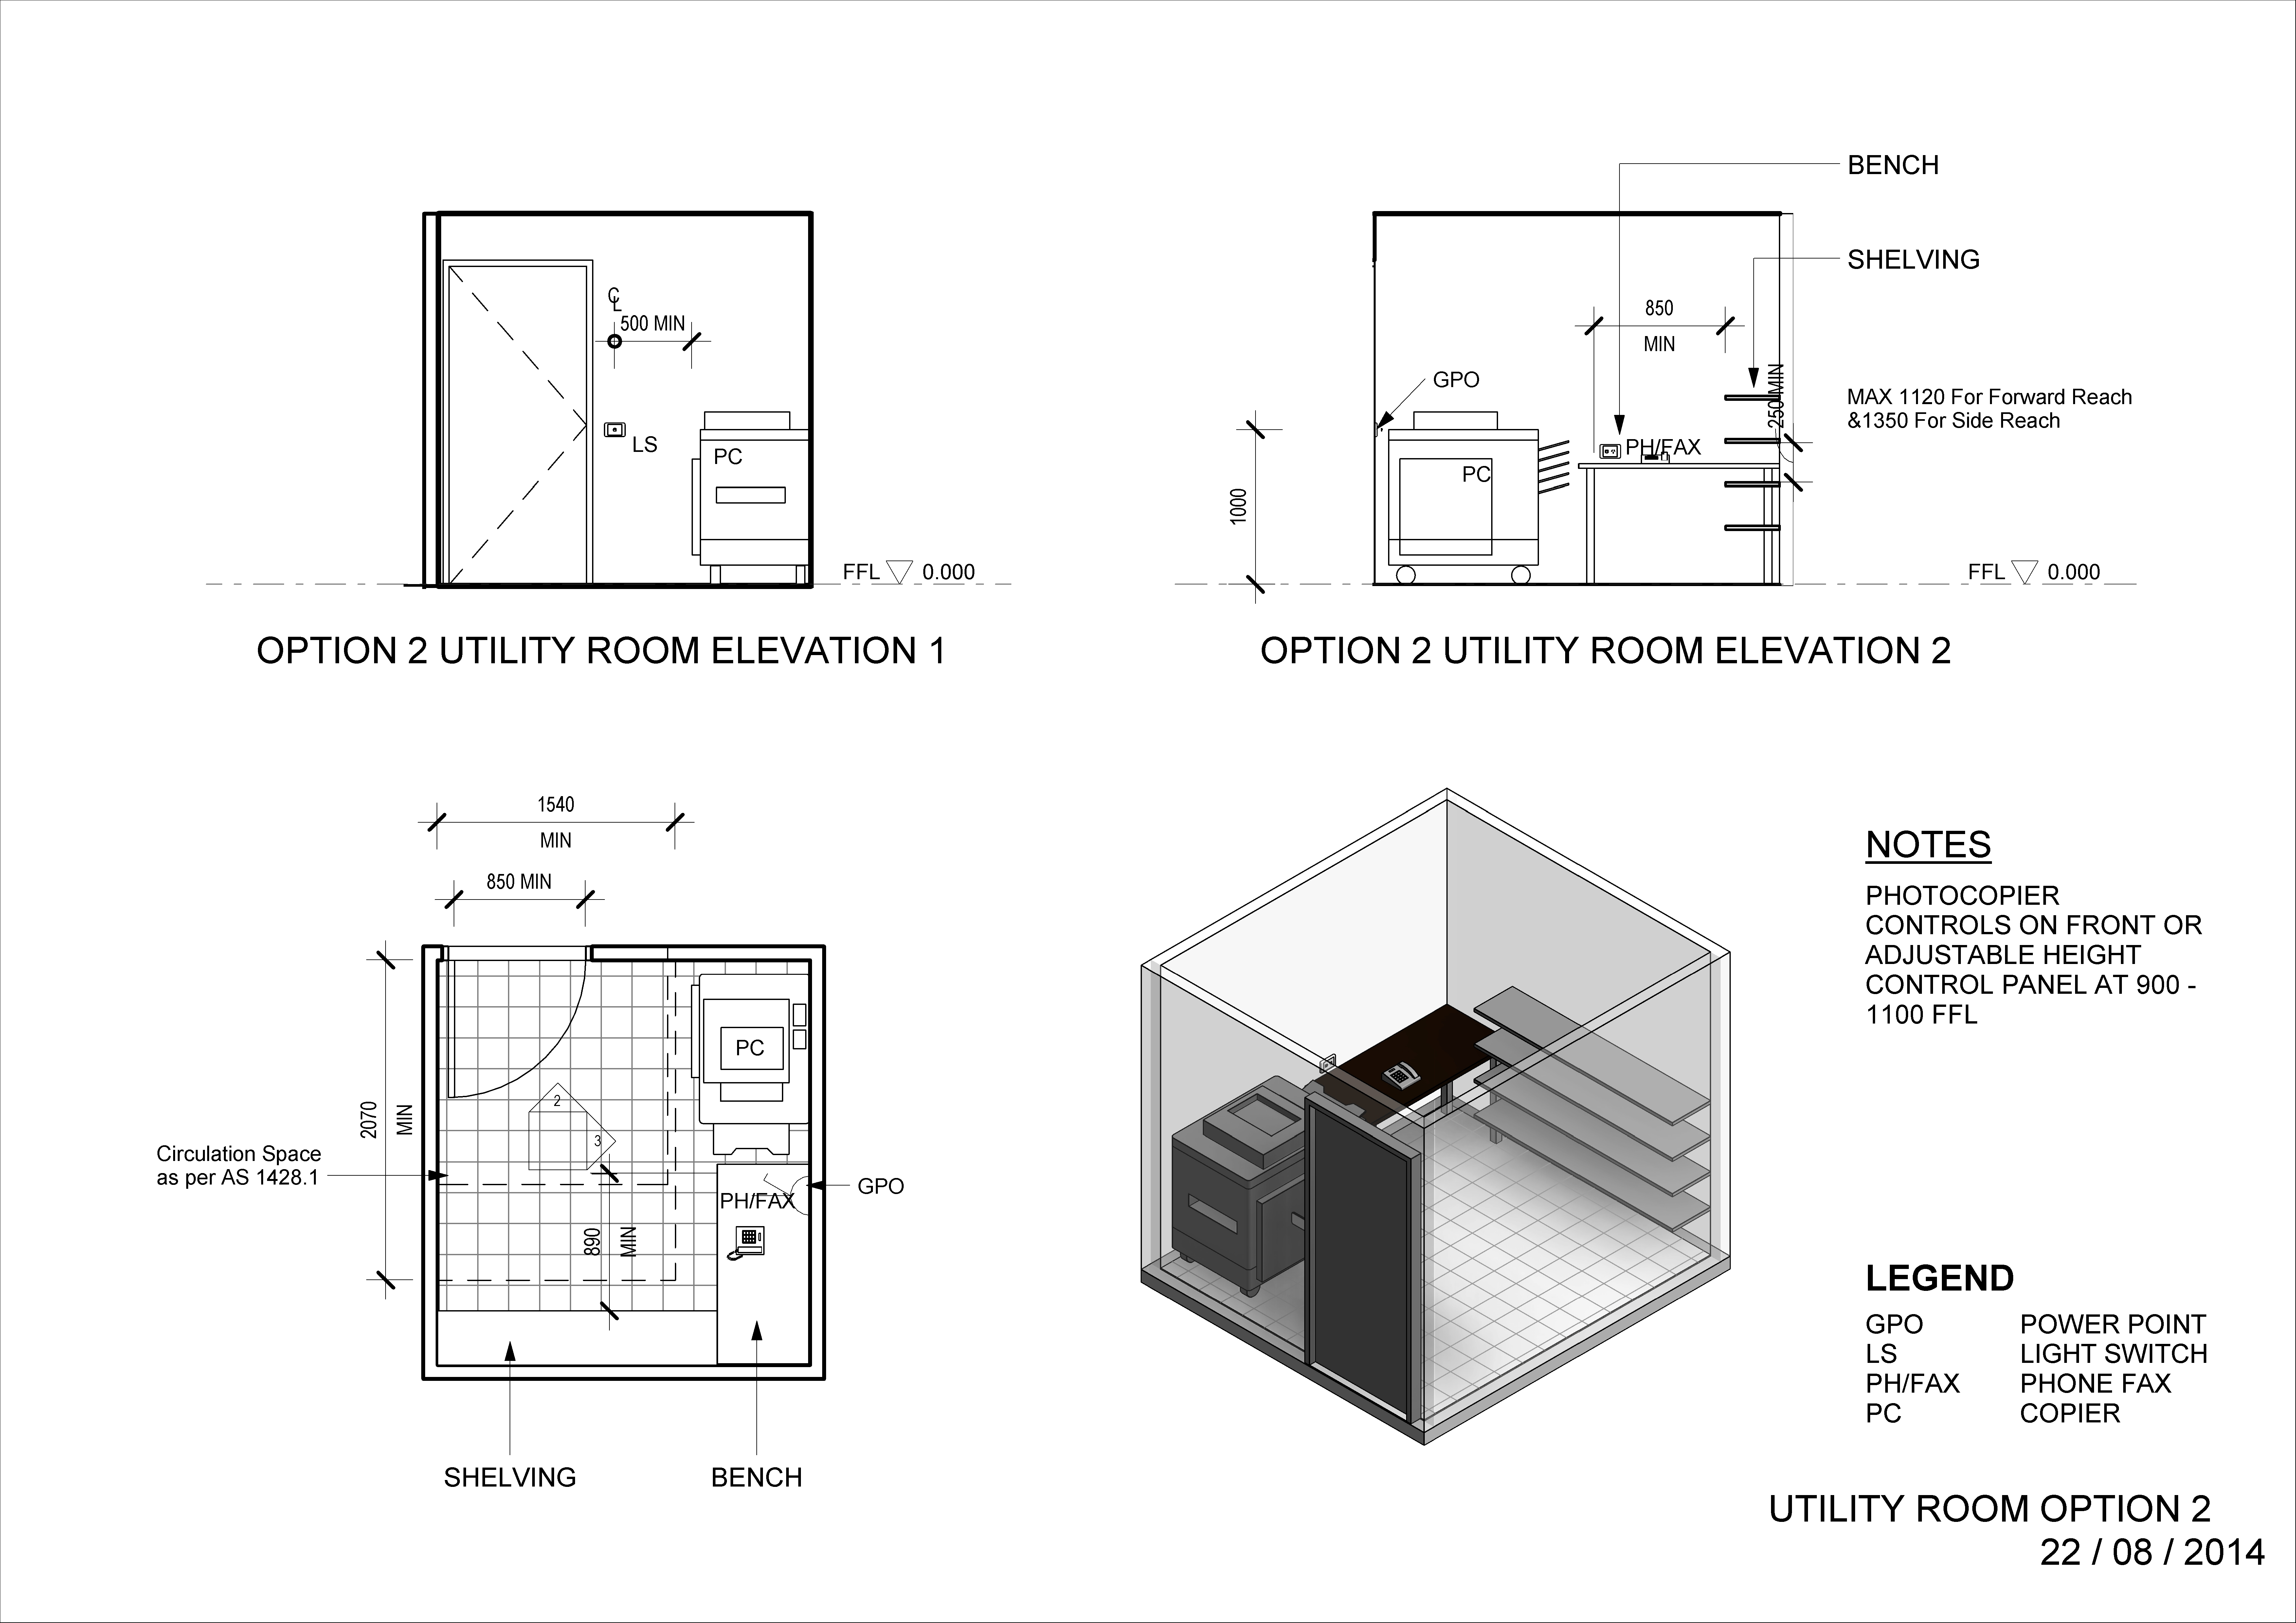 BENCH
SHELVING
850
MIN
℄
500 MIN
250 MIN
GPO
MAX 1120 For Forward Reach
&1350 For Side Reach
LS
PC
PH/FAX
PC
1000
FFL 0.000
FFL 0.000
OPTION 2 UTILITY ROOM ELEVATION 1
OPTION 2 UTILITY ROOM ELEVATION 2
1540
MIN
850 MIN
PC
2
3
2070
MIN
Circulation Space
as per AS 1428.1
GPO
PH/FAX
890
MIN
SHELVING
BENCH
NOTES
PHOTOCOPIER
CONTROLS ON FRONT OR
ADJUSTABLE HEIGHT
CONTROL PANEL AT 900 -
1100 FFL
LEGEND
GPO POWER POINT
LS LIGHT SWITCH
PH/FAX PHONE FAX
PC COPIER
UTILITY ROOM OPTION 2
22 / 08 / 2014